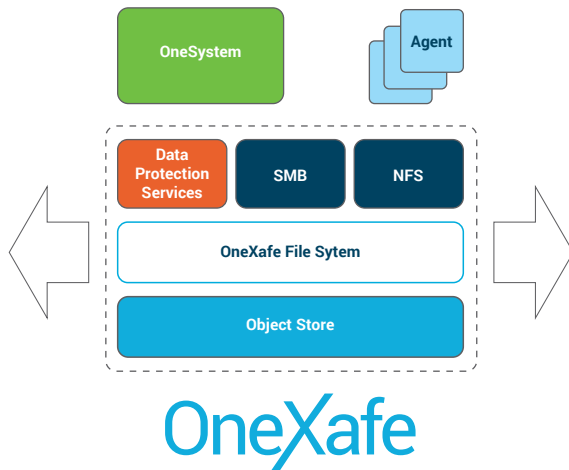 OneSystem
Agent
Data
Protection
Services
SMB
NFS
OneXafe File Sytem
Object Store
OneXafe